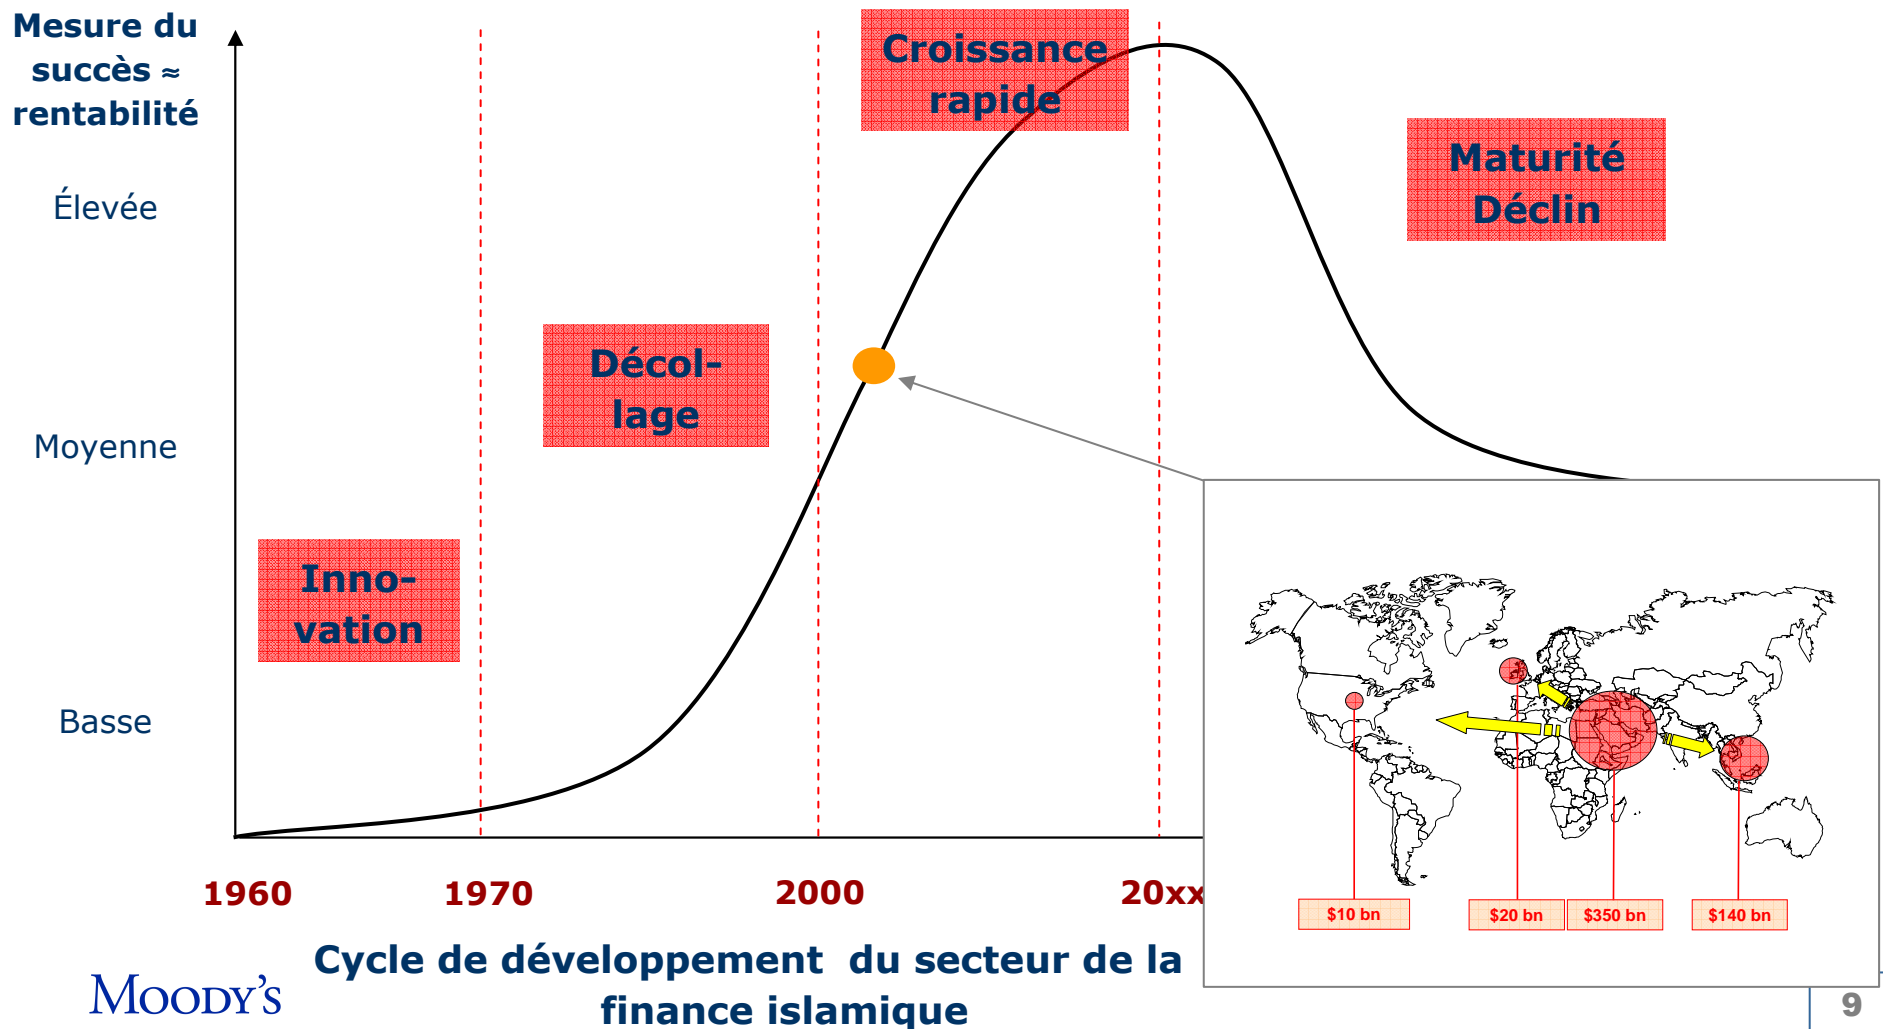 Mesure du
succès ≈
rentabilité
Élevée
Moyenne
Basse
Inno-
vation
Décol-
lage
Croissance
rapide
Maturité
Déclin
1960
1970
2000
20xx
$10 bn
$20 bn
$350 bn
$140 bn
Cycle de développement du secteur de la
finance islamique
MOODY'S
9